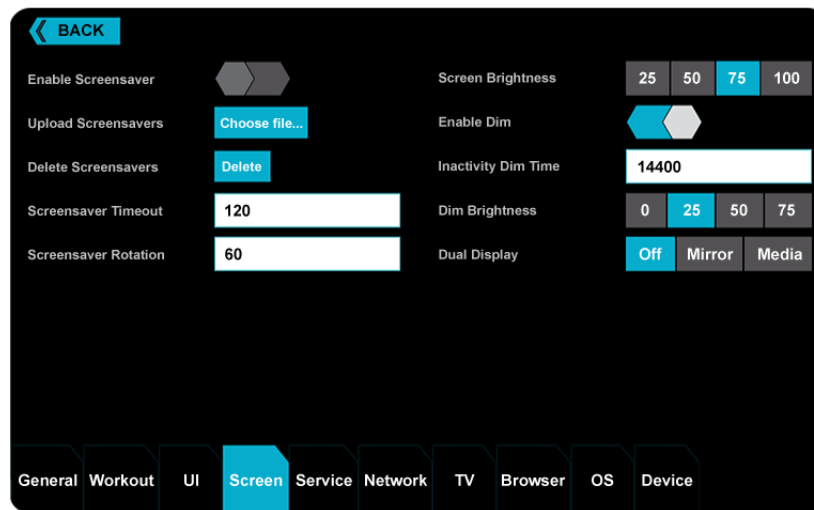 BACK
Enable Screensaver
Upload Screensavers Choose file...
Delete Screensavers Delete
Screensaver Timeout 120
Screensaver Rotation 60
Screen Brightness 25 50 75 100
Enable Dim
Inactivity Dim Time 14400
Dim Brightness 0 25 50 75
Dual Display Off Mirror Media
General Workout UI Screen Service Network TV Browser OS Device